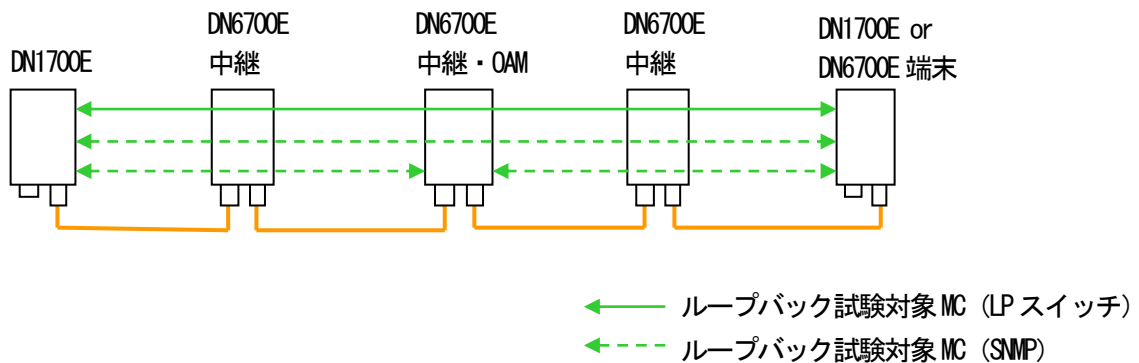 DN1700E
DN6700E
中継
DN6700E
中継・OAM
DN6700E
中継
DN1700E or
DN6700E 端末
ループバック試験対象 MC (LP スイッチ)
ループバック試験対象 MC (SNMP)